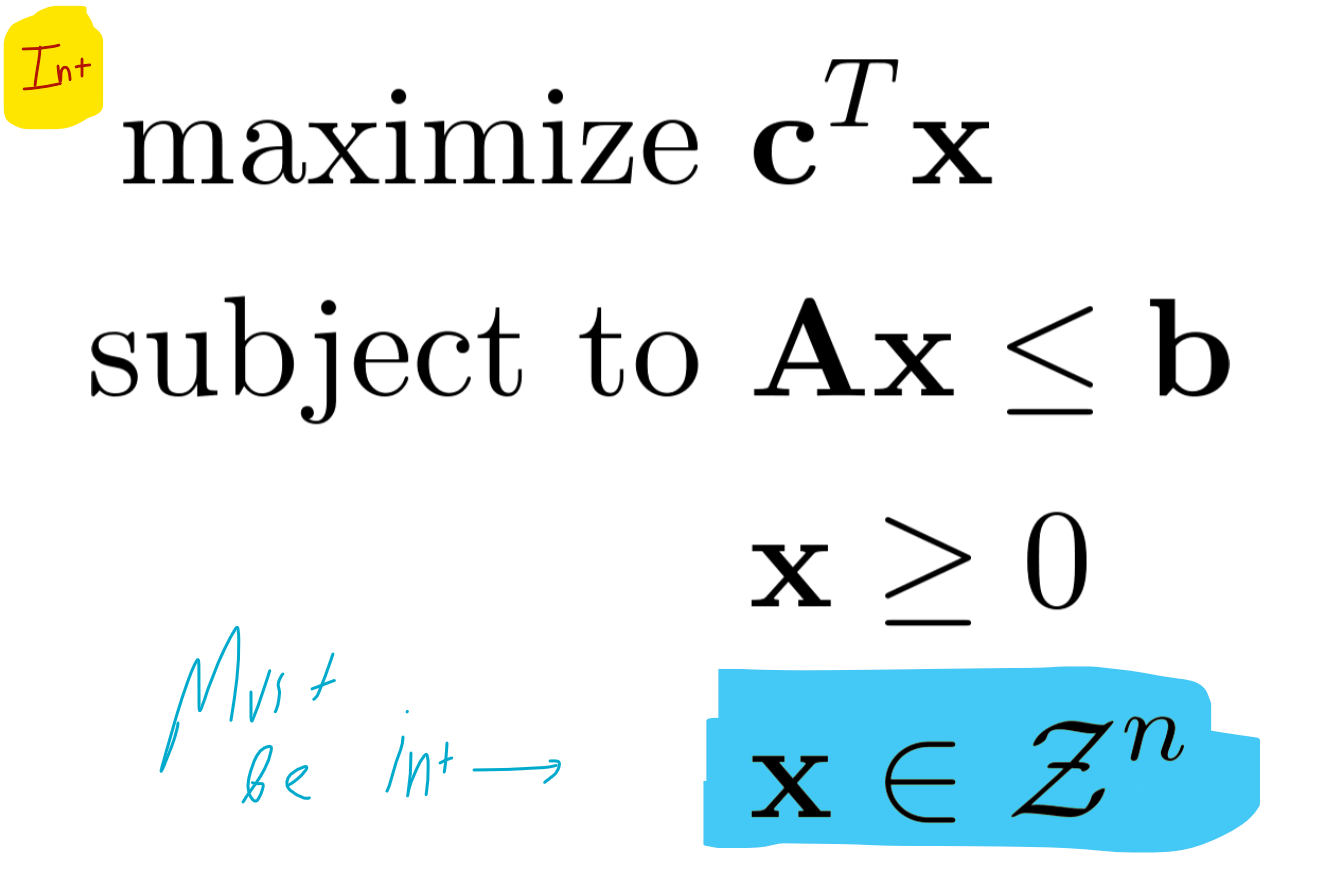 Int
maximize c^T x
subject to Ax ≤ b
x ≥ 0
Must
be int → x ∈ Z^n